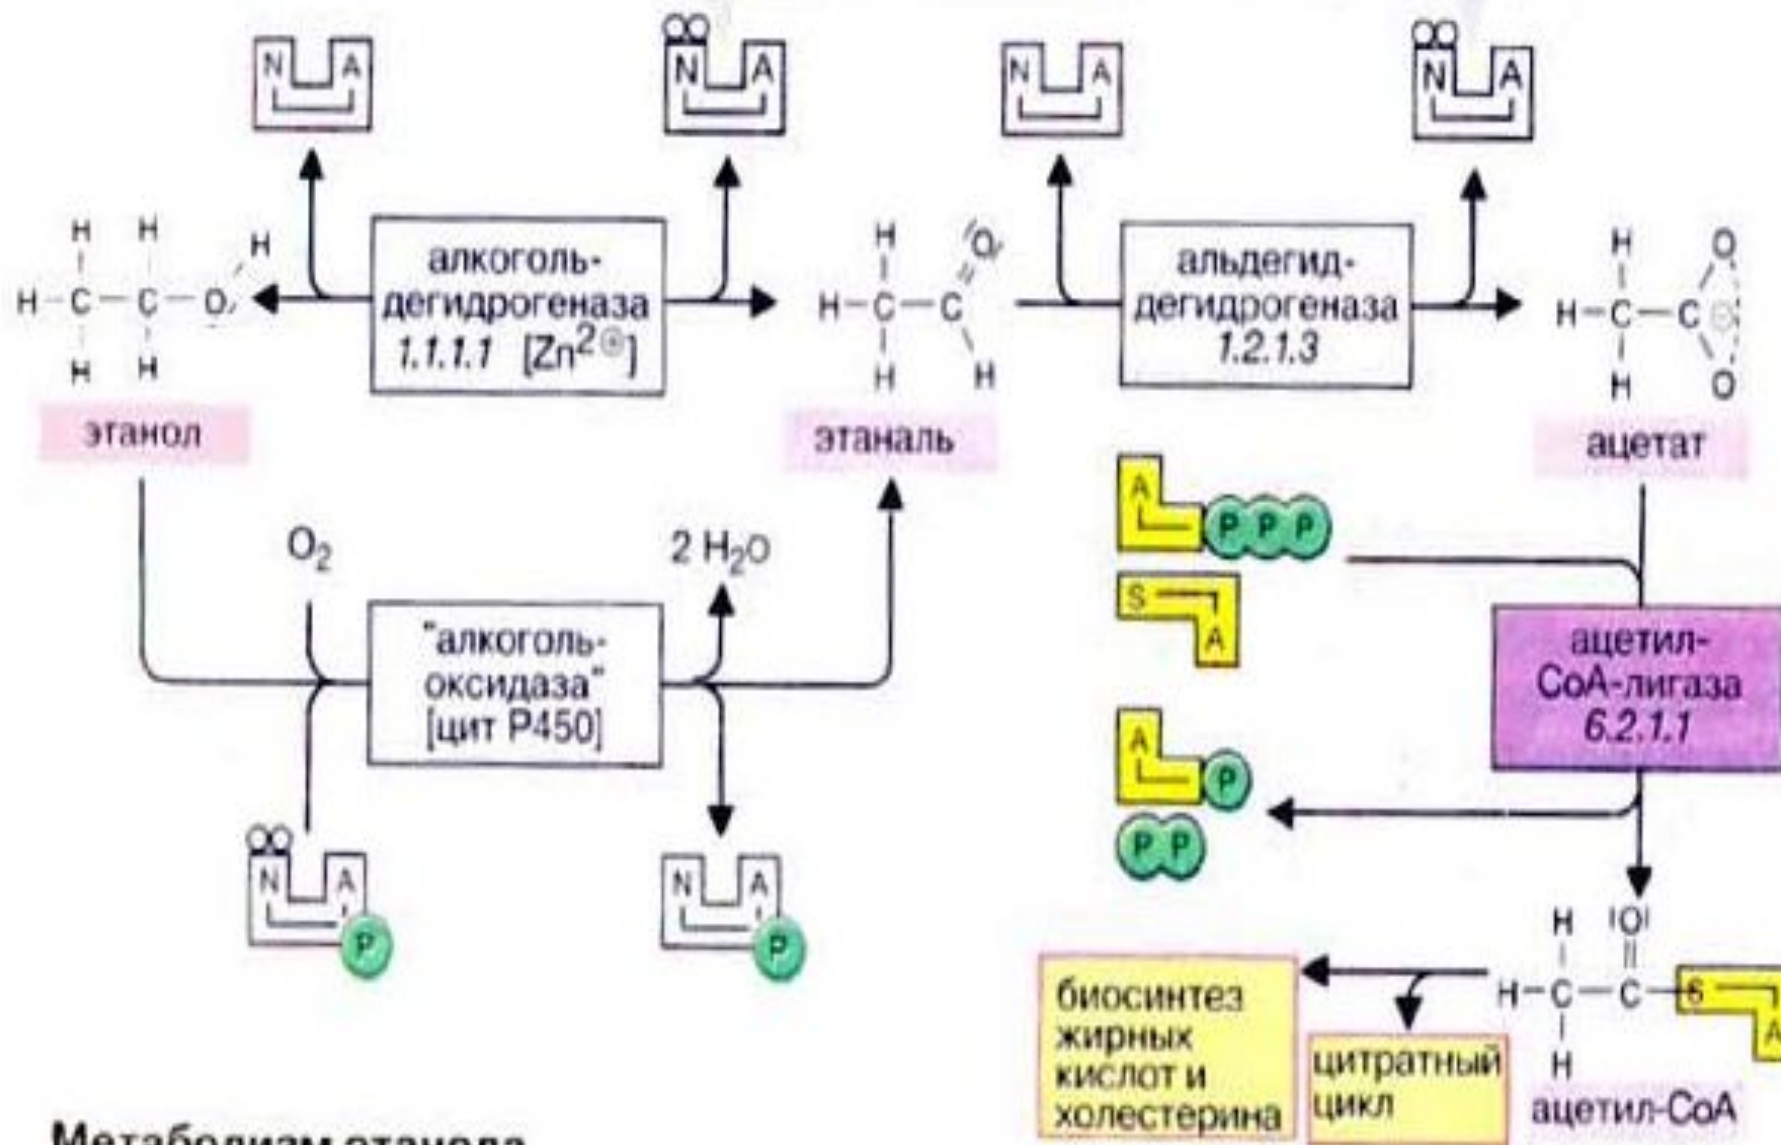 N A
N A
N A
N A
H H H
H-C-C-O
H H
этанол
алкоголь-
дегидрогеназа
1.1.1.1 [Zn2⊕]
H O
H-C-C
H H
этаналь
альдегид-
дегидрогеназа
1.2.1.3
H O
H-C-C ⊖
H O
ацетат
O2
2 H2O
"алкоголь-
оксидаза"
[цит P450]
N A
P
N A
P
A
P P P
S
A
ацетил-
CoA-лигаза
6.2.1.1
A
P
P P
H O
H-C-C-S
A
H
ацетил-CoA
биосинтез
жирных
кислот и
холестерина
цитратный
цикл
Метаболизм этанола